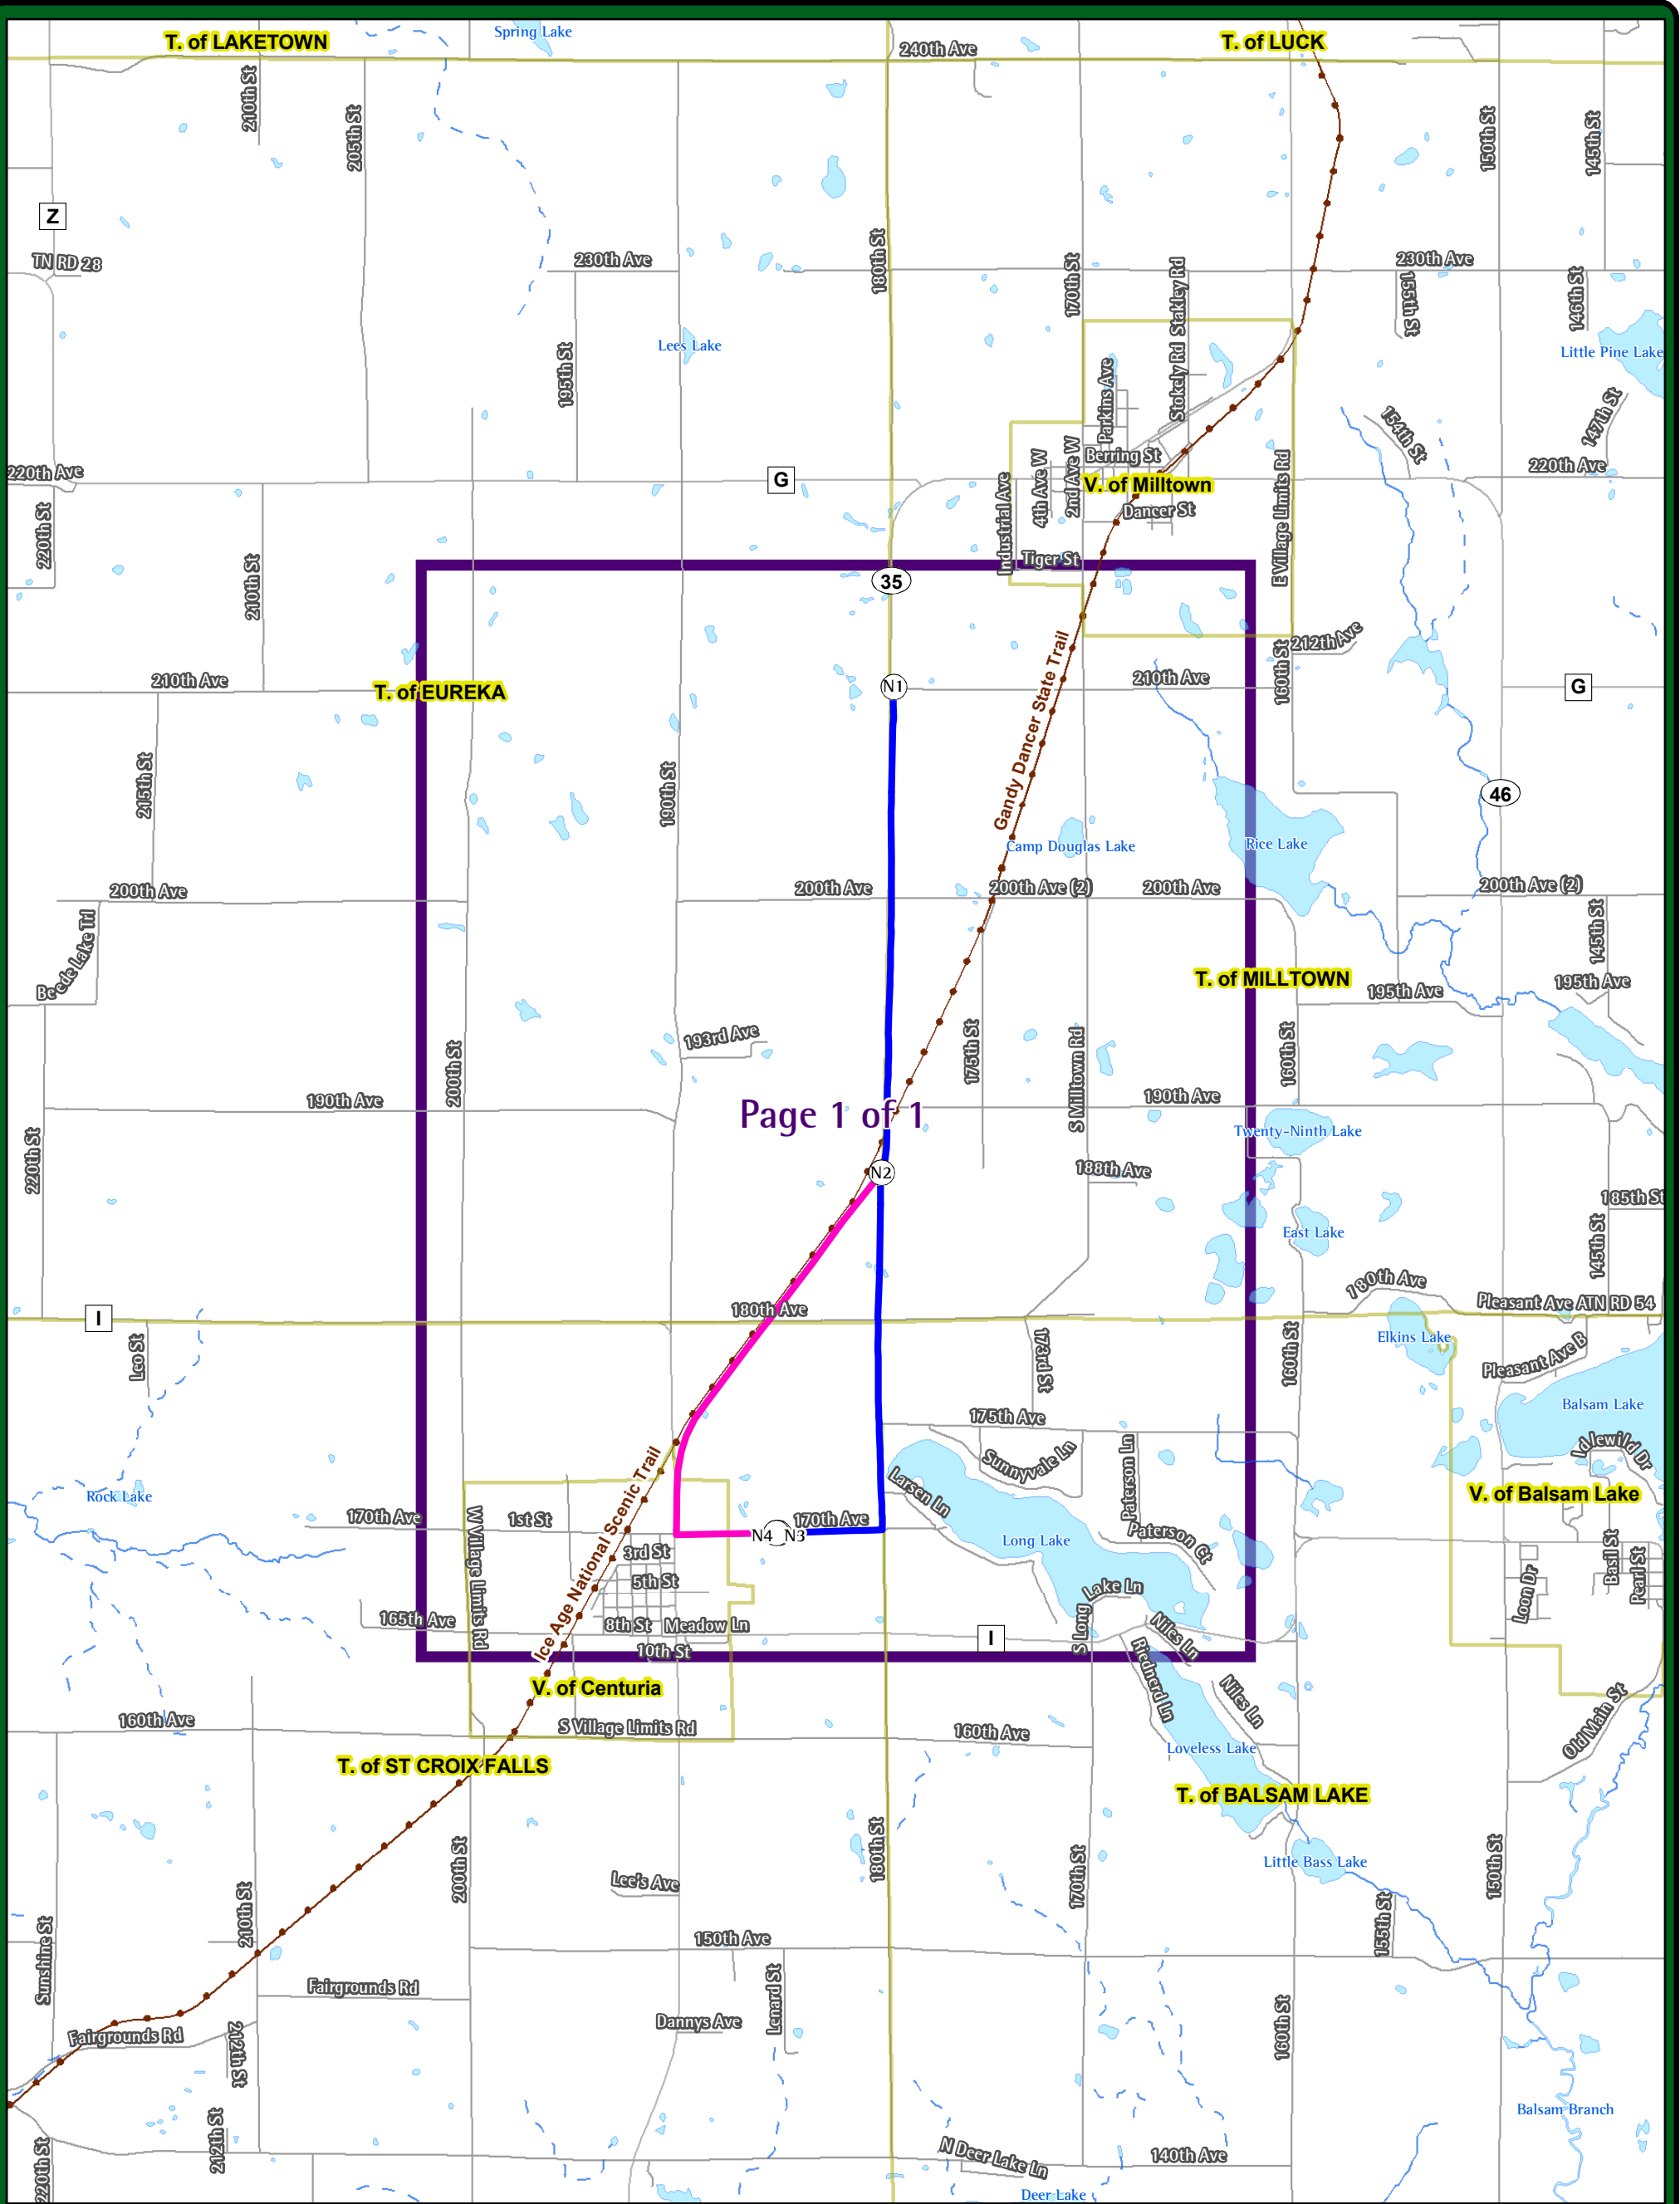 T. of LAKETOWN
Spring Lake
240th Ave
T. of LUCK
210th St
205th St
150th St
145th St
Z
TN RD 28
230th Ave
180th St
170th St
Stakley Rd
230th Ave
155th St
146th St
Lees Lake
195th St
Little Pine Lake
Parkins Ave
Stokely Rd
154th St
147th St
220th Ave
G
Berring St
220th Ave
V. of Milltown
4th Ave W
2nd Ave W
Industrial Ave
Dancer St
E Village Limits Rd
220th St
210th St
Tiger St
35
212th Ave
160th St
210th Ave
T. of EUREKA
N1
210th Ave
G
Gandy Dancer State Trail
215th St
190th St
46
Camp Douglas Lake
Rice Lake
200th Ave
200th Ave
200th Ave (2)
200th Ave
200th Ave (2)
Beede Lake Trl
145th St
T. of MILLTOWN
195th Ave
195th Ave
193rd Ave
200th St
175th St
S Milltown Rd
160th St
190th Ave
Page 1 of 1
190th Ave
Twenty-Ninth Lake
220th St
N2
188th Ave
185th St
East Lake
145th St
180th Ave
I
180th Ave
Pleasant Ave ATN RD 54
Leo St
173rd St
160th St
Elkins Lake
Pleasant Ave B
Balsam Lake
175th Ave
Sunnyvale Ln
Idlewild Dr
Paterson Ln
Larsen Ln
Rock Lake
Ice Age National Scenic Trail
V. of Balsam Lake
170th Ave
1st St
W Village Limits Rd
N4
N3
170th Ave
Long Lake
Paterson Ct
3rd St
5th St
Lake Ln
Basil St
Pearl St
Loon Dr
165th Ave
8th St
Meadow Ln
10th St
I
S Long
Niles Ln
Riednerd Ln
V. of Centuria
Niles Ln
160th Ave
S Village Limits Rd
160th Ave
Old Main St
Loveless Lake
T. of ST CROIX FALLS
T. of BALSAM LAKE
200th St
180th St
170th St
150th St
Little Bass Lake
Lee's Ave
155th St
210th St
Sunshine St
150th Ave
Fairgrounds Rd
Lenard St
160th St
Dannys Ave
Fairgrounds Rd
212th St
Balsam Branch
212th St
220th St
N Deer Lake Ln
140th Ave
Deer Lake